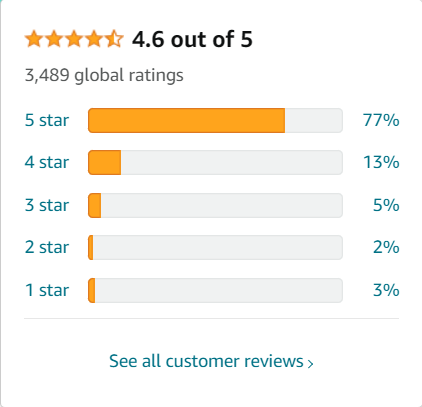 4.6 out of 5
3,489 global ratings
5 star 77%
4 star 13%
3 star 5%
2 star 2%
1 star 3%
See all customer reviews ›